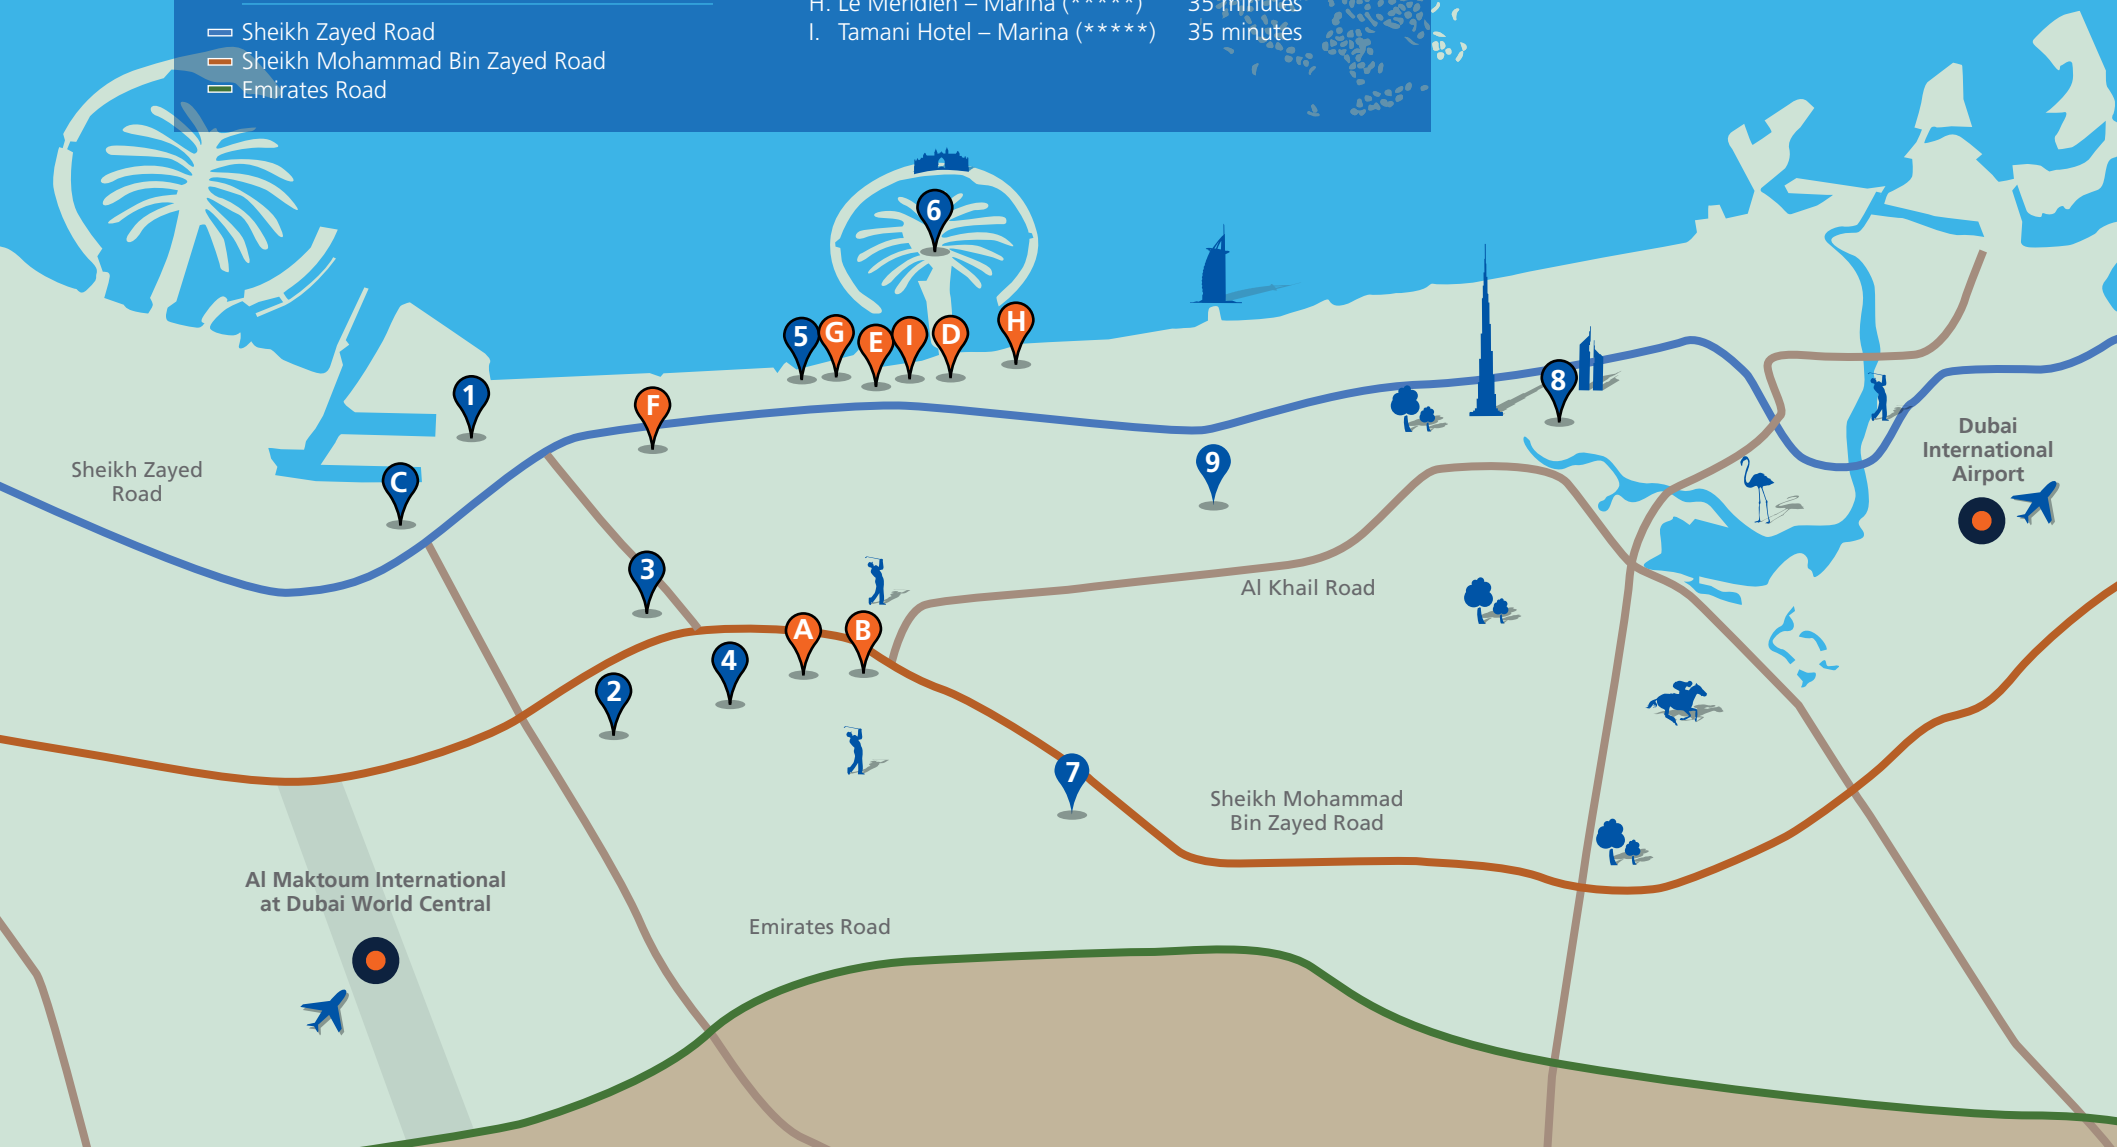 H. Le Meridien – Marina (*****) 35 minutes
I. Tamani Hotel – Marina (*****) 35 minutes
Sheikh Zayed Road
Sheikh Mohammad Bin Zayed Road
Emirates Road
6
5
G
E
I
D
H
1
F
8
C
9
3
A
B
4
2
7
Sheikh Zayed
Road
Dubai
International
Airport
Al Khail Road
Sheikh Mohammad
Bin Zayed Road
Al Maktoum International
at Dubai World Central
Emirates Road